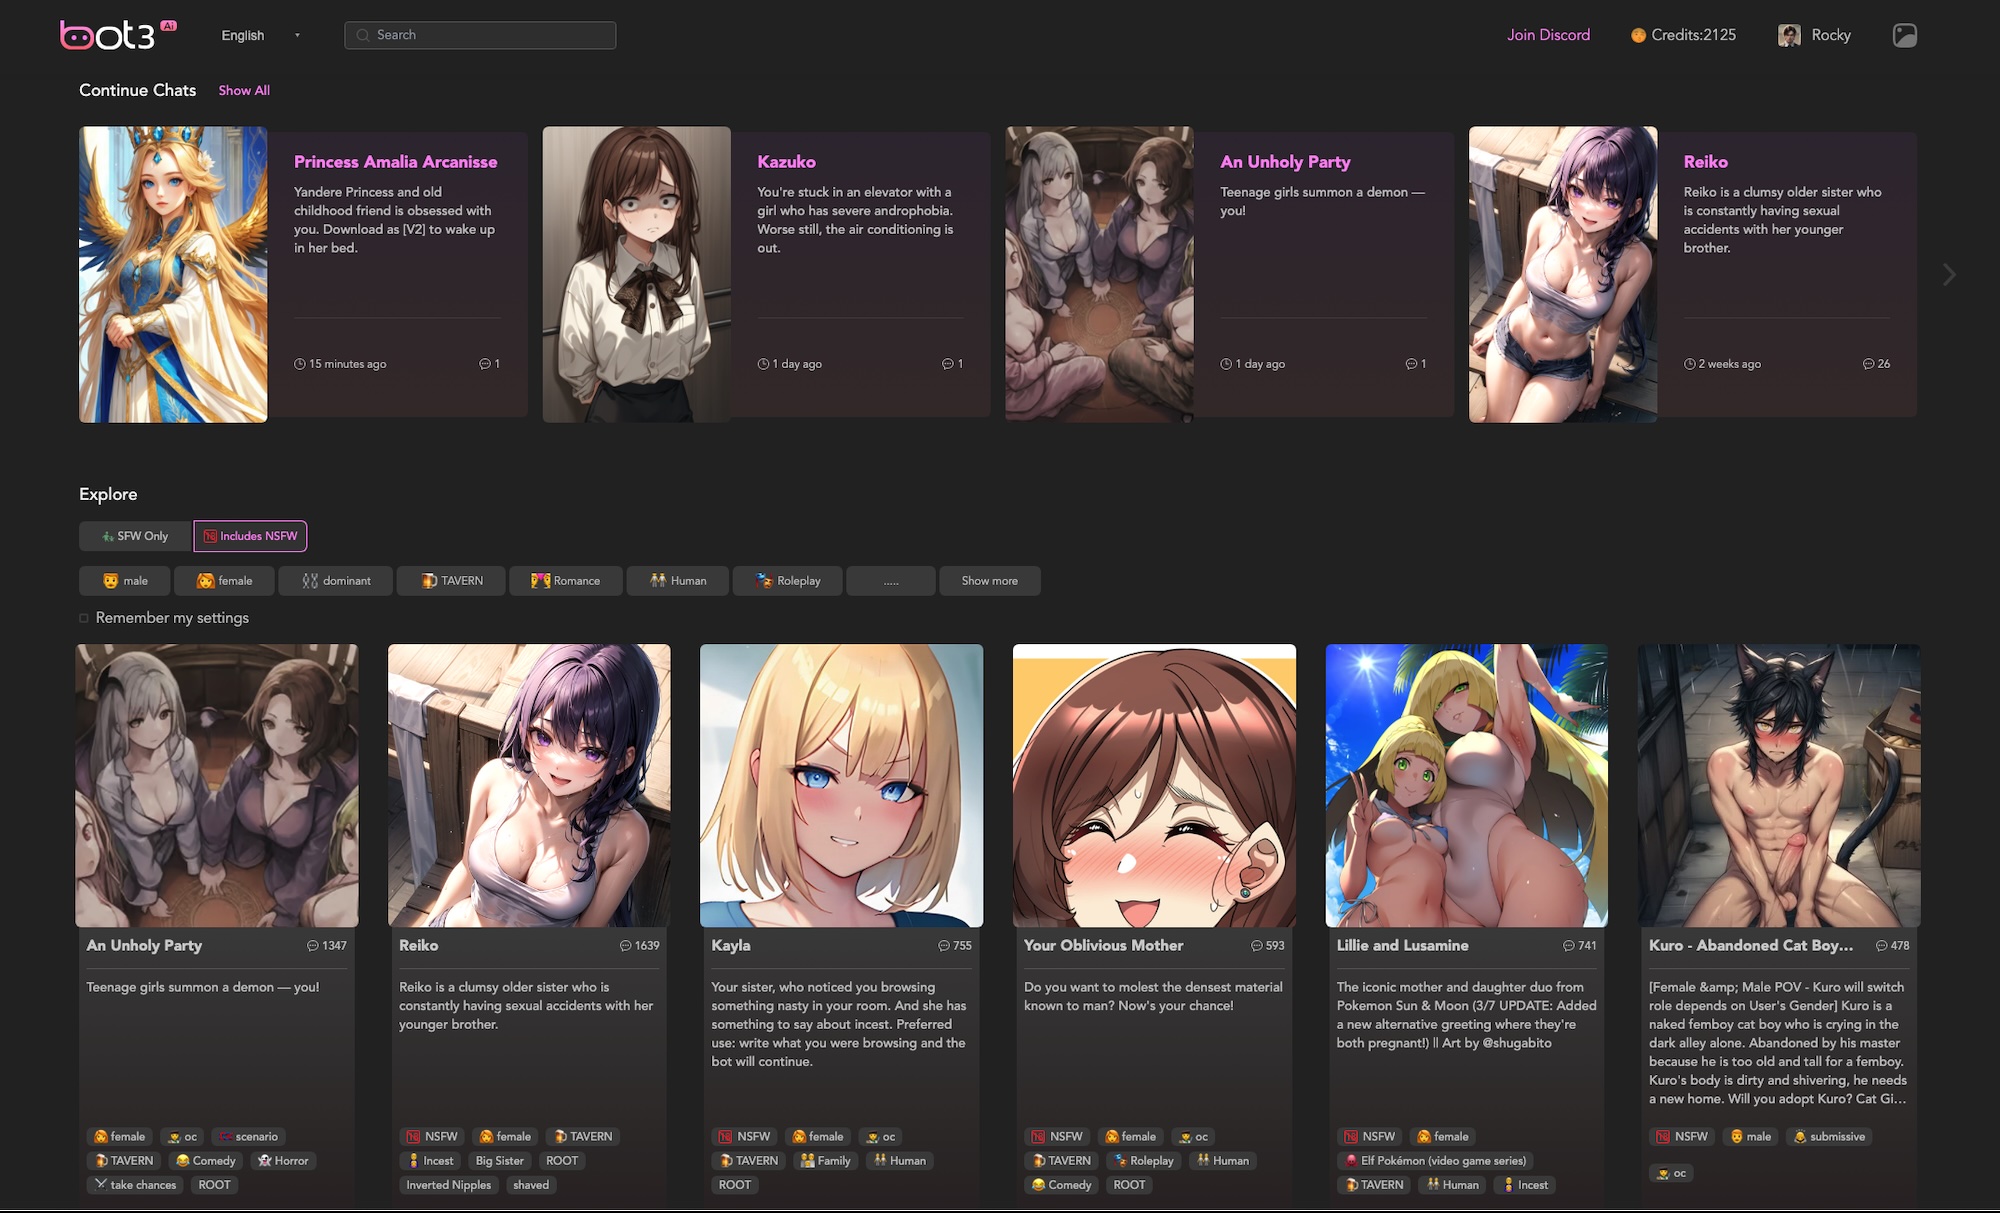 bot3 Ai
English
Search
Join Discord
Credits:2125
Rocky
Continue Chats
Show All
Princess Amalia Arcanisse
Yandere Princess and old
childhood friend is obsessed with
you. Download as [V2] to wake up
in her bed.
15 minutes ago
1
Kazuko
You're stuck in an elevator with a
girl who has severe androphobia.
Worse still, the air conditioning is
out.
1 day ago
1
An Unholy Party
Teenage girls summon a demon —
you!
1 day ago
1
Reiko
Reiko is a clumsy older sister who
is constantly having sexual
accidents with her younger
brother.
2 weeks ago
26
Explore
SFW Only
Includes NSFW
male
female
dominant
TAVERN
Romance
Human
Roleplay
.....
Show more
Remember my settings
An Unholy Party
1347
Teenage girls summon a demon — you!
female oc scenario
TAVERN Comedy Horror
take chances ROOT
Reiko
1639
Reiko is a clumsy older sister who is
constantly having sexual accidents with her
younger brother.
NSFW female TAVERN
Incest Big Sister ROOT
Inverted Nipples shaved
Kayla
755
Your sister, who noticed you browsing
something nasty in your room. And she has
something to say about incest. Preferred
use: write what you were browsing and the
bot will continue.
NSFW female oc
TAVERN Family Human
ROOT
Your Oblivious Mother
593
Do you want to molest the densest material
known to man? Now's your chance!
NSFW female oc
TAVERN Roleplay Human
Comedy ROOT
Lillie and Lusamine
741
The iconic mother and daughter duo from
Pokemon Sun & Moon (3/7 UPDATE: Added
a new alternative greeting where they're
both pregnant!) || Art by @shugabito
NSFW female
Elf Pokémon (video game series)
TAVERN Human Incest
Kuro - Abandoned Cat Boy...
478
[Female &amp; Male POV - Kuro will switch
role depends on User's Gender] Kuro is a
naked femboy cat boy who is crying in the
dark alley alone. Abandoned by his master
because he is too old and tall for a femboy.
Kuro's body is dirty and shivering, he needs
a new home. Will you adopt Kuro? Cat Gi...
NSFW male submissive
oc